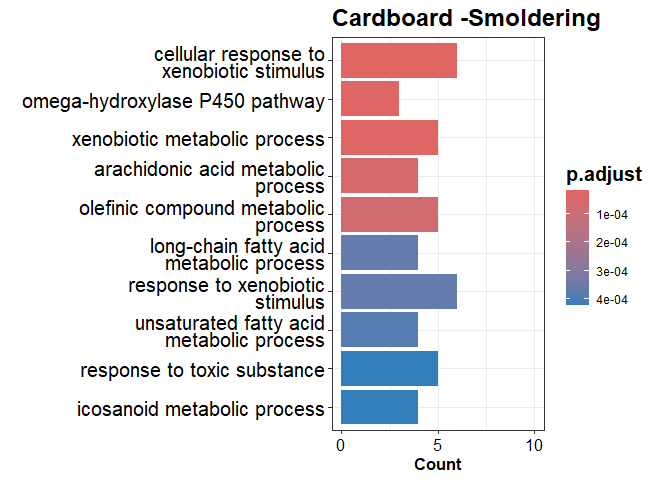 Cardboard -Smoldering
cellular response to
xenobiotic stimulus
omega-hydroxylase P450 pathway
xenobiotic metabolic process
arachidonic acid metabolic
process
olefinic compound metabolic
process
long-chain fatty acid
metabolic process
response to xenobiotic
stimulus
unsaturated fatty acid
metabolic process
response to toxic substance
icosanoid metabolic process
0 5 10
Count
p.adjust
1e-04
2e-04
3e-04
4e-04